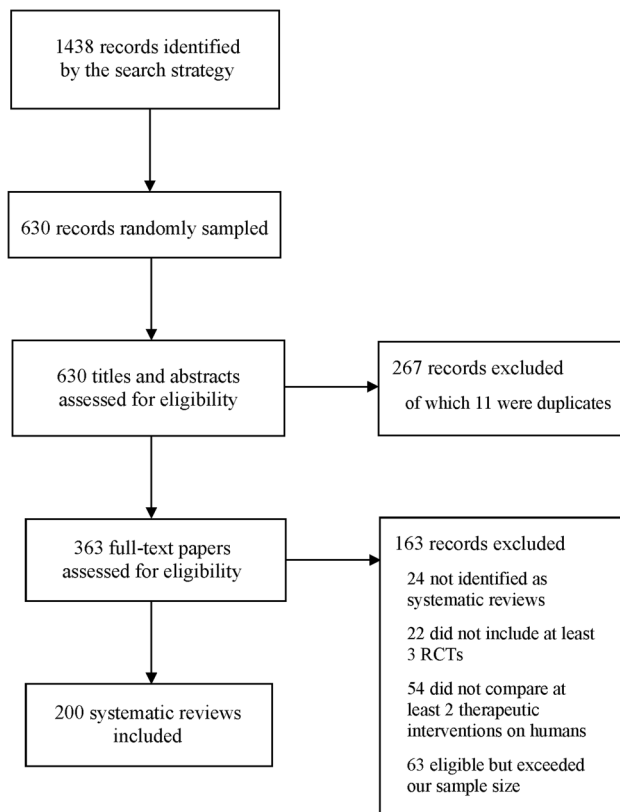 1438 records identified
by the search strategy
630 records randomly sampled
630 titles and abstracts
assessed for eligibility
267 records excluded
of which 11 were duplicates
363 full-text papers
assessed for eligibility
163 records excluded
24 not identified as
systematic reviews
22 did not include at least
3 RCTs
54 did not compare at
least 2 therapeutic
interventions on humans
63 eligible but exceeded
our sample size
200 systematic reviews
included